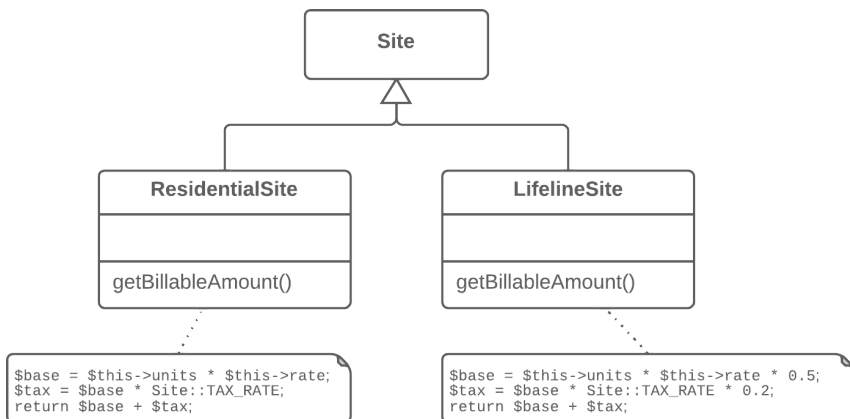 Site
ResidentialSite
getBillableAmount()
$base = $this->units * $this->rate;
$tax = $base * Site::TAX_RATE;
return $base + $tax;
LifelineSite
getBillableAmount()
$base = $this->units * $this->rate * 0.5;
$tax = $base * Site::TAX_RATE * 0.2;
return $base + $tax;